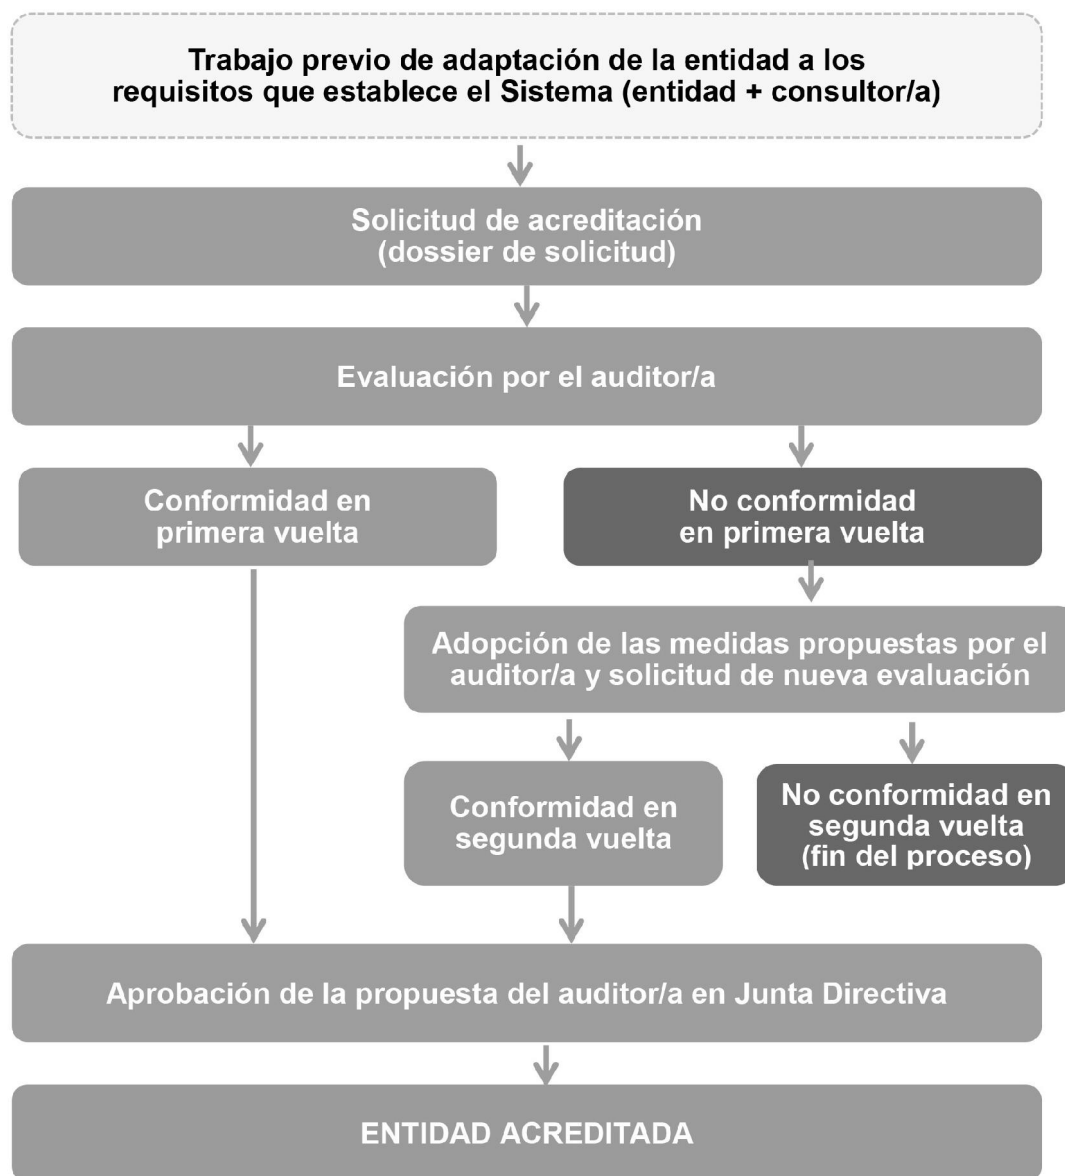 Trabajo previo de adaptación de la entidad a los
requisitos que establece el Sistema (entidad + consultor/a)
Solicitud de acreditación
(dossier de solicitud)
Evaluación por el auditor/a
Conformidad en
primera vuelta
No conformidad
en primera vuelta
Adopción de las medidas propuestas por el
auditor/a y solicitud de nueva evaluación
Conformidad en
segunda vuelta
No conformidad en
segunda vuelta
(fin del proceso)
Aprobación de la propuesta del auditor/a en Junta Directiva
ENTIDAD ACREDITADA